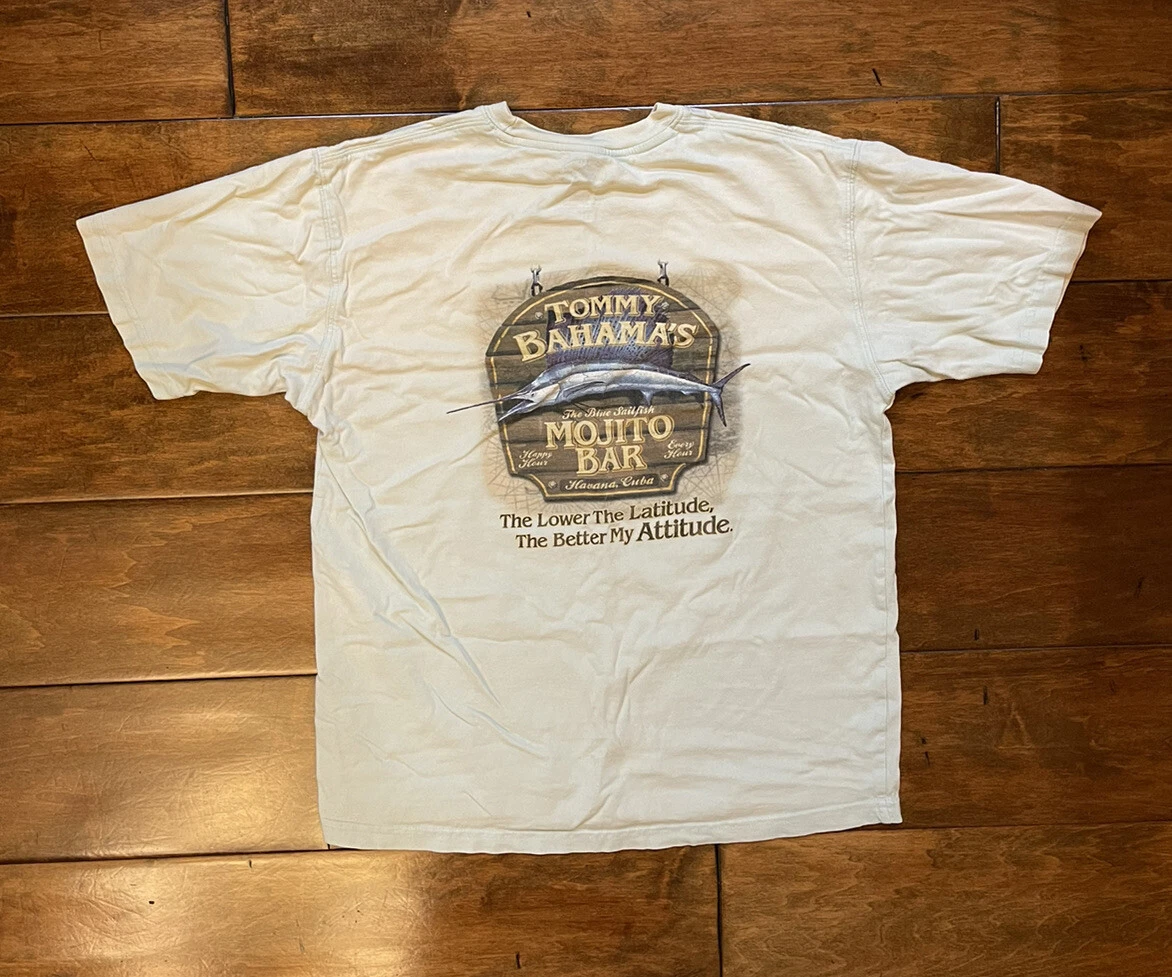 TOMMY
BAHAMA'S
The Blue Sailfish
MOJITO
BAR
Happy
Hour
Every
Hour
Havana, Cuba
The Lower The Latitude,
The Better My Attitude.